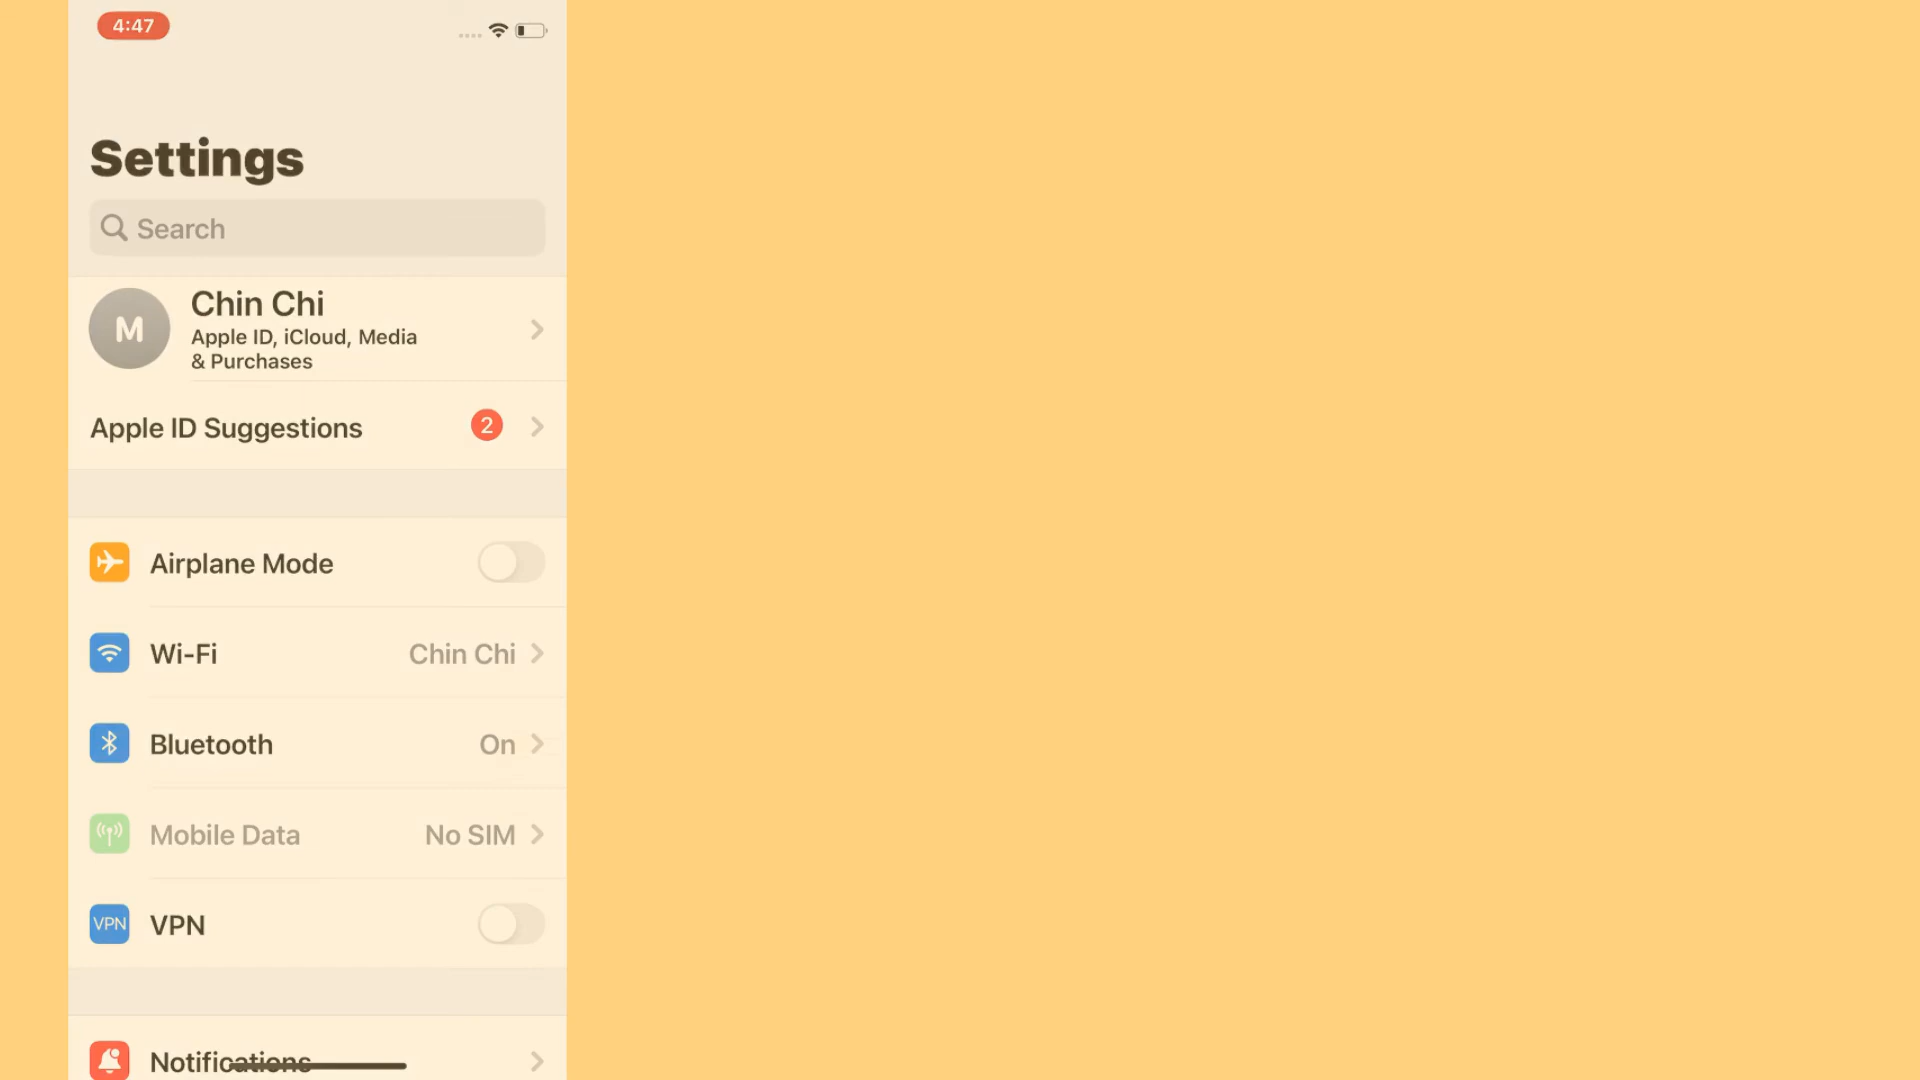 4:47
Settings
Search
M
Chin Chi
Apple ID, iCloud, Media
& Purchases
Apple ID Suggestions
2
Airplane Mode
Wi-Fi
Chin Chi
Bluetooth
On
Mobile Data
No SIM
VPN
VPN
Notifications